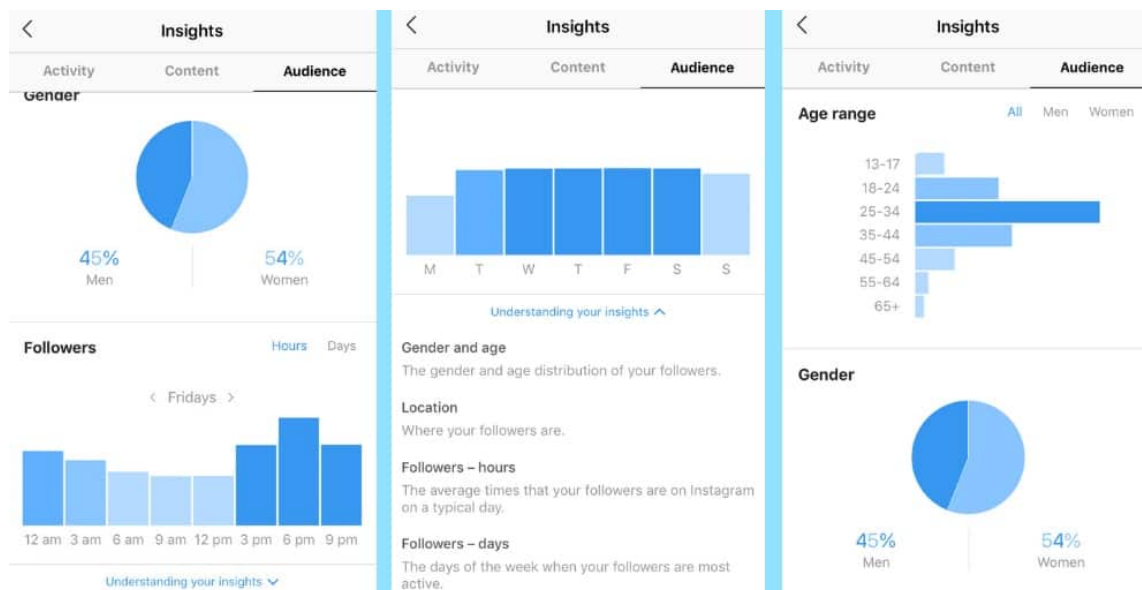 Insights
Activity Content Audience
Gender
45% 54%
Men Women
Followers Hours Days
< Fridays >
12 am 3 am 6 am 9 am 12 pm 3 pm 6 pm 9 pm
Understanding your insights
Insights
Activity Content Audience
M T W T F S S
Understanding your insights
Gender and age
The gender and age distribution of your followers.
Location
Where your followers are.
Followers – hours
The average times that your followers are on Instagram
on a typical day.
Followers – days
The days of the week when your followers are most
active.
Insights
Activity Content Audience
Age range All Men Women
13-17
18-24
25-34
35-44
45-54
55-64
65+
Gender
45% 54%
Men Women